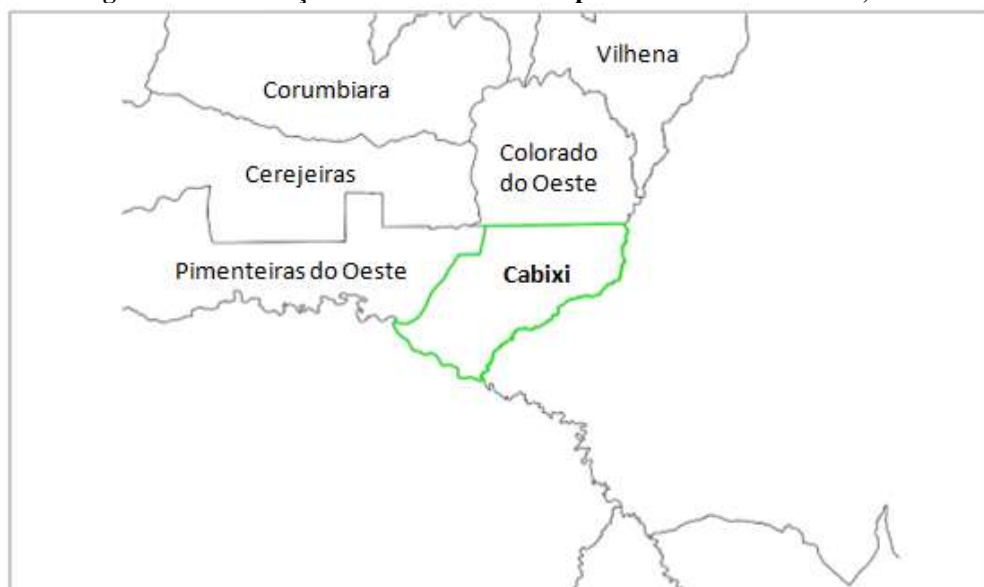 Vilhena
Corumbiara
Colorado
do Oeste
Cerejeiras
Pimenteiras do Oeste
Cabixi